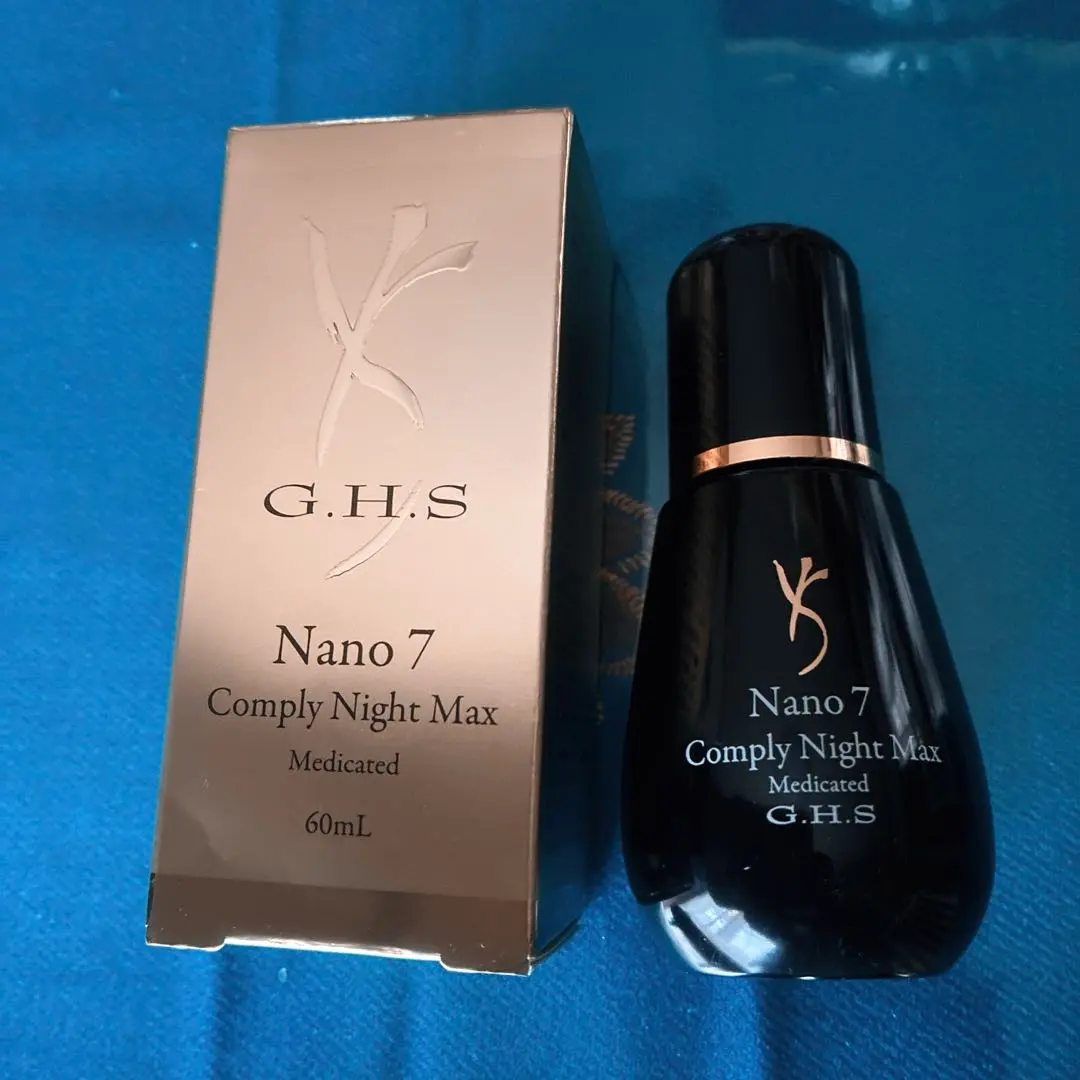 G.H.S
Nano 7
Comply Night Max
Medicated
60mL
Nano 7
Comply Night Max
Medicated
G.H.S